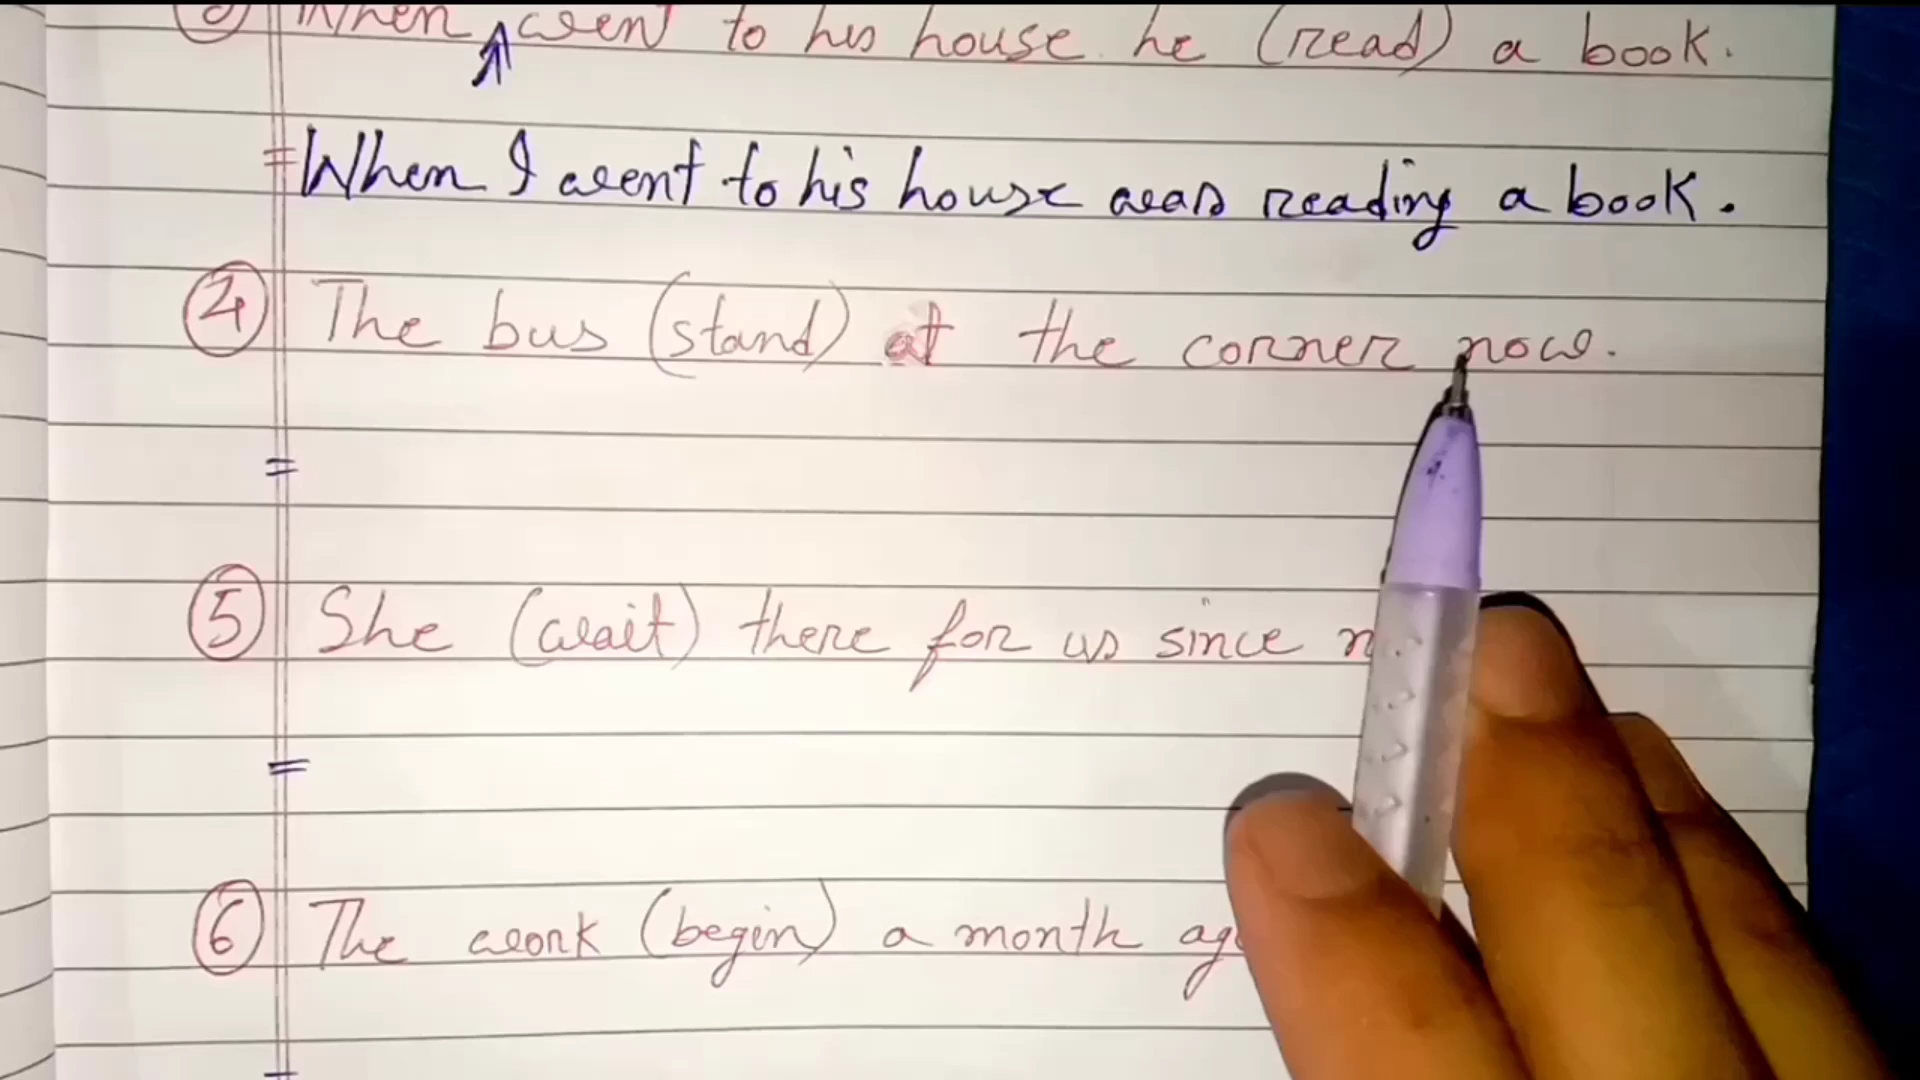 ③ When went to his house he (read) a book.
= When I went to his house was reading a book.
④ The bus (stand) at the corner now.
=
⑤ She (wait) there for us since
=
⑥ The work (begin) a month